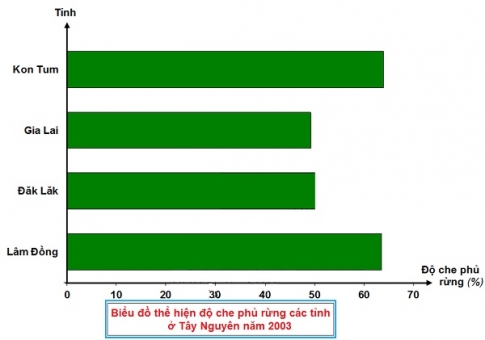 Tỉnh
Kon Tum
Gia Lai
Đăk Lăk
Lâm Đồng
Độ che phủ
rừng (%)
0 10 20 30 40 50 60 70
Biểu đồ thể hiện độ che phủ rừng các tỉnh
ở Tây Nguyên năm 2003